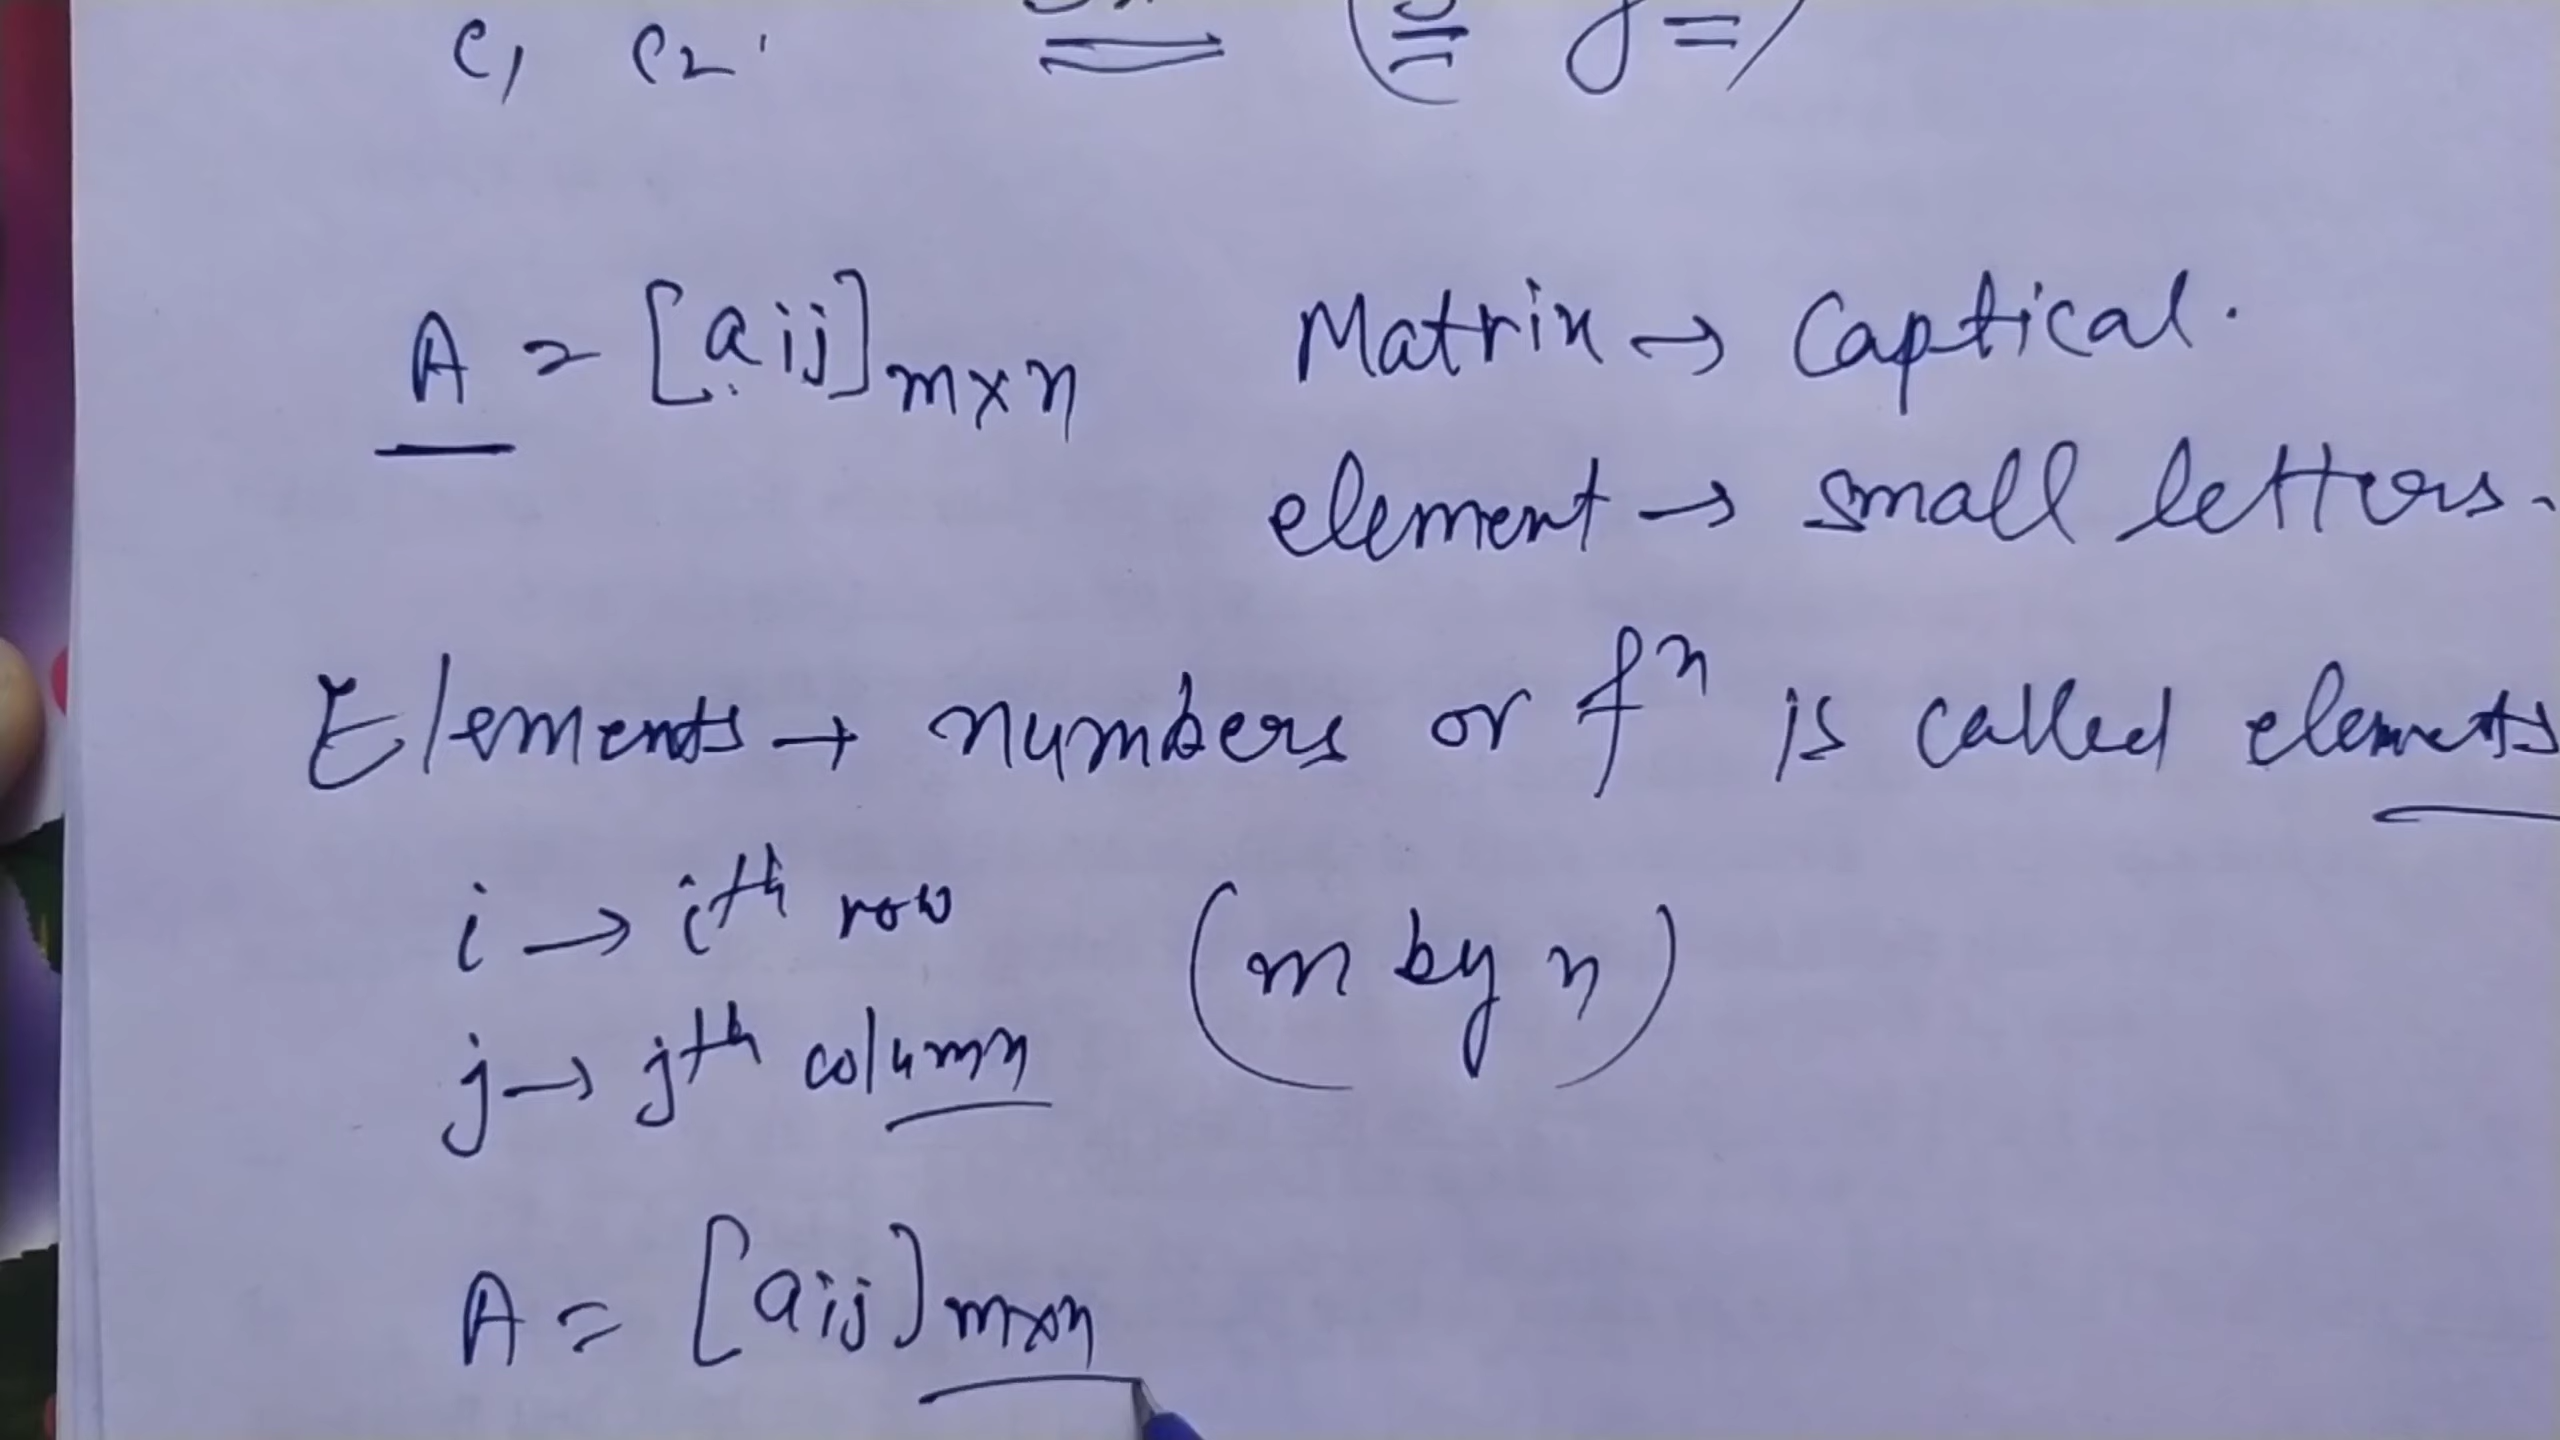 C1 C2.
A = [aij]m×n Matrix → Captical.
element → small letters.
Elements → numbers or fn is called elements
i → ith row
(m by n)
j → jth column
A = [aij]m×n